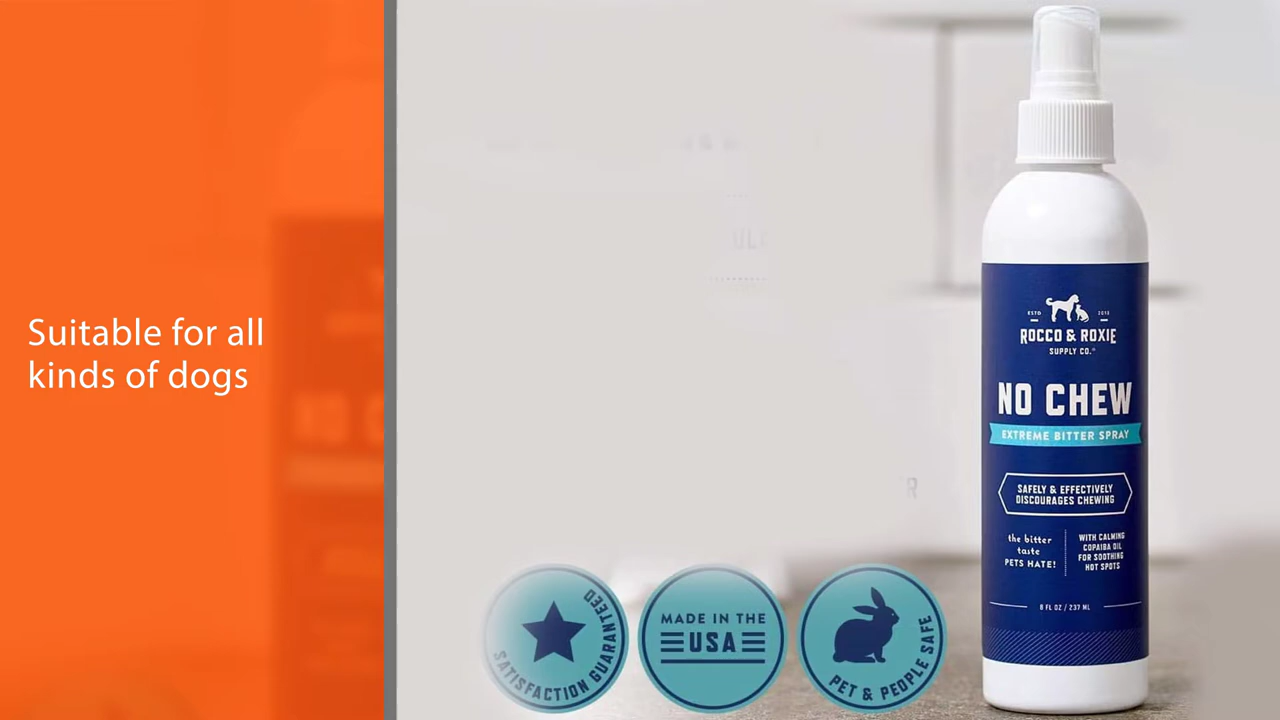 Suitable for all
kinds of dogs
ESTD 2013
ROCCO & ROXIE
SUPPLY CO.™
NO CHEW
EXTREME BITTER SPRAY
SAFELY & EFFECTIVELY
DISCOURAGES CHEWING
the bitter
taste
PETS HATE!
WITH CALMING
COPAIBA OIL
FOR SOOTHING
HOT SPOTS
8 FL OZ / 237 ML
SATISFACTION GUARANTEED
MADE IN THE
USA
PET & PEOPLE SAFE